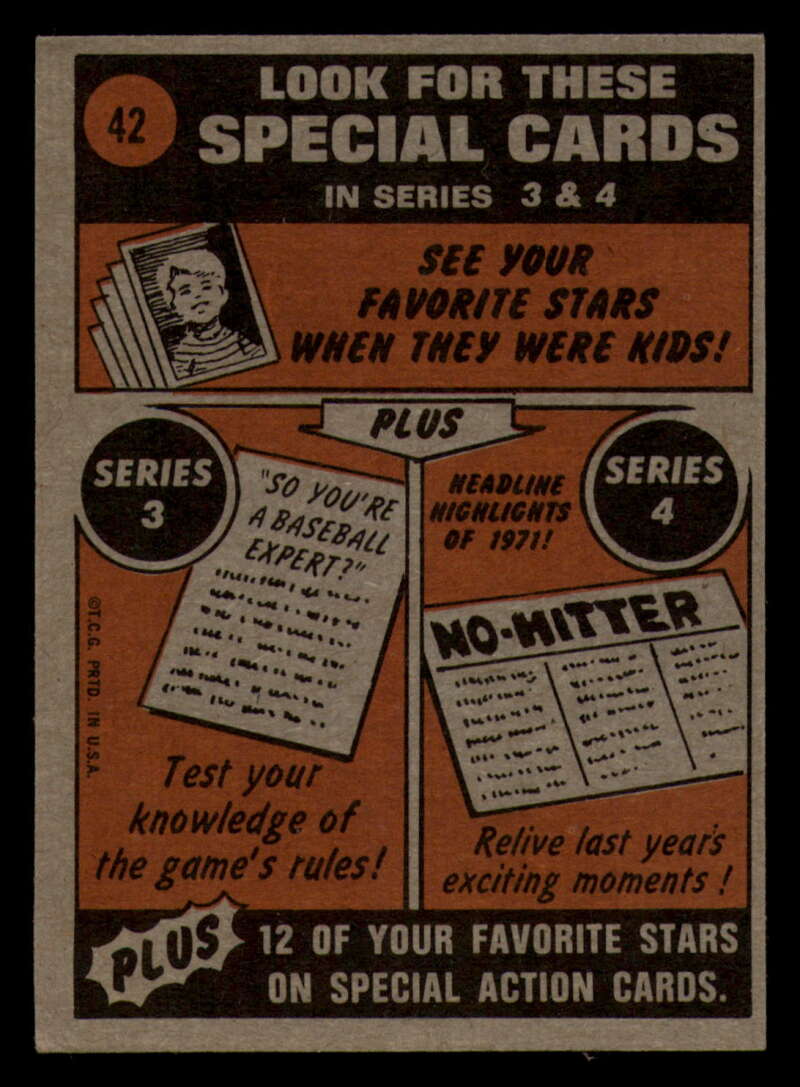 42
LOOK FOR THESE
SPECIAL CARDS
IN SERIES 3 & 4
SEE YOUR
FAVORITE STARS
WHEN THEY WERE KIDS!
PLUS
SERIES
3
"SO YOU'RE
A BASEBALL
EXPERT?"
Test your
knowledge of
the game's rules!
HEADLINE
HIGHLIGHTS
OF 1971!
SERIES
4
NO-HITTER
Relive last year's
exciting moments!
©T.C.G. PRTD. IN U.S.A.
PLUS
12 OF YOUR FAVORITE STARS
ON SPECIAL ACTION CARDS.